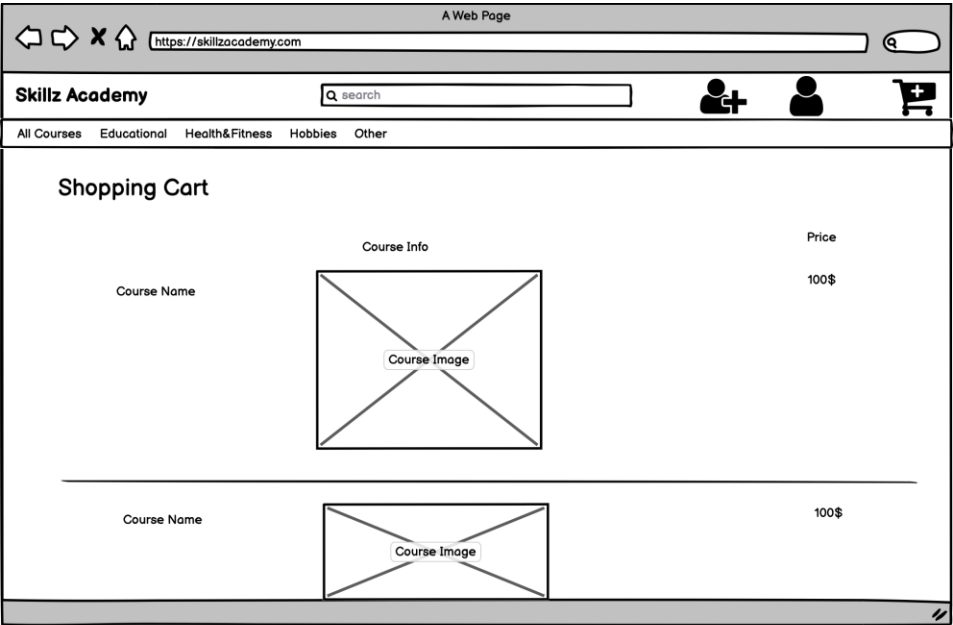 A Web Page
https://skillzacademy.com
Skillz Academy
search
All Courses Educational Health&Fitness Hobbies Other
Shopping Cart
Course Info
Price
Course Name
100$
Course Image
Course Name
100$
Course Image